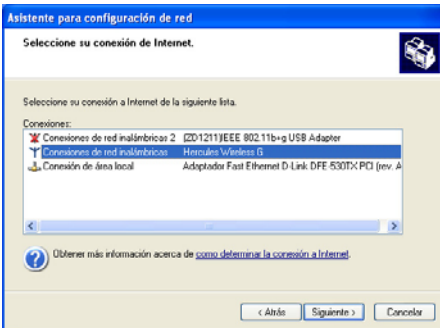 Asistente para configuración de red
Seleccione su conexión de Internet.
Seleccione su conexión a Internet de la siguiente lista.
Conexiones:
Conexiones de red inalámbricas 2 [ZD1211]IEEE 802.11b+g USB Adapter
Conexiones de red inalámbricas Hercules Wireless G
Conexión de área local Adaptador Fast Ethernet D-Link DFE-530TX PCI (rev. A
Obtener más información acerca de como determinar la conexión a Internet.
< Atrás Siguiente > Cancelar